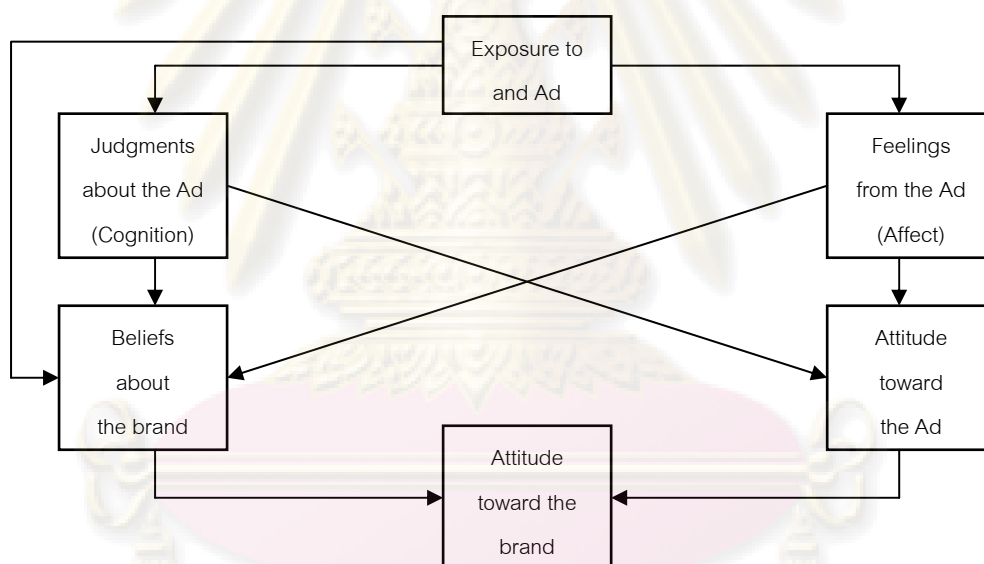 Exposure to
and Ad
Judgments
about the Ad
(Cognition)
Feelings
from the Ad
(Affect)
Beliefs
about
the brand
Attitude
toward
the Ad
Attitude
toward the
brand